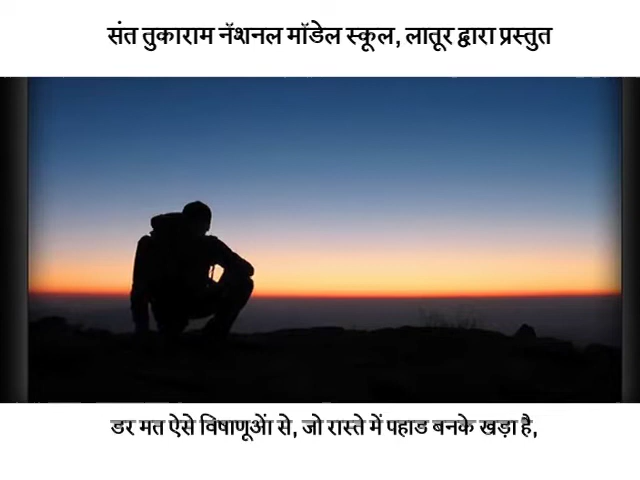 संत तुकाराम नॅशनल मॉडेल स्कूल, लातूर द्वारा प्रस्तुत
डर मत ऐसे विषाणूओं से, जो रास्ते में पहाड बनके खड़ा है,